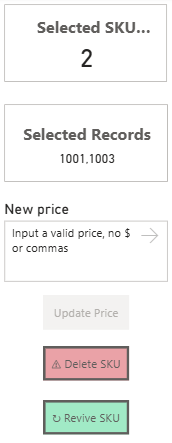 Selected SKU...
2
Selected Records
1001,1003
New price
Input a valid price, no $
or commas
Update Price
⚠ Delete SKU
↻ Revive SKU